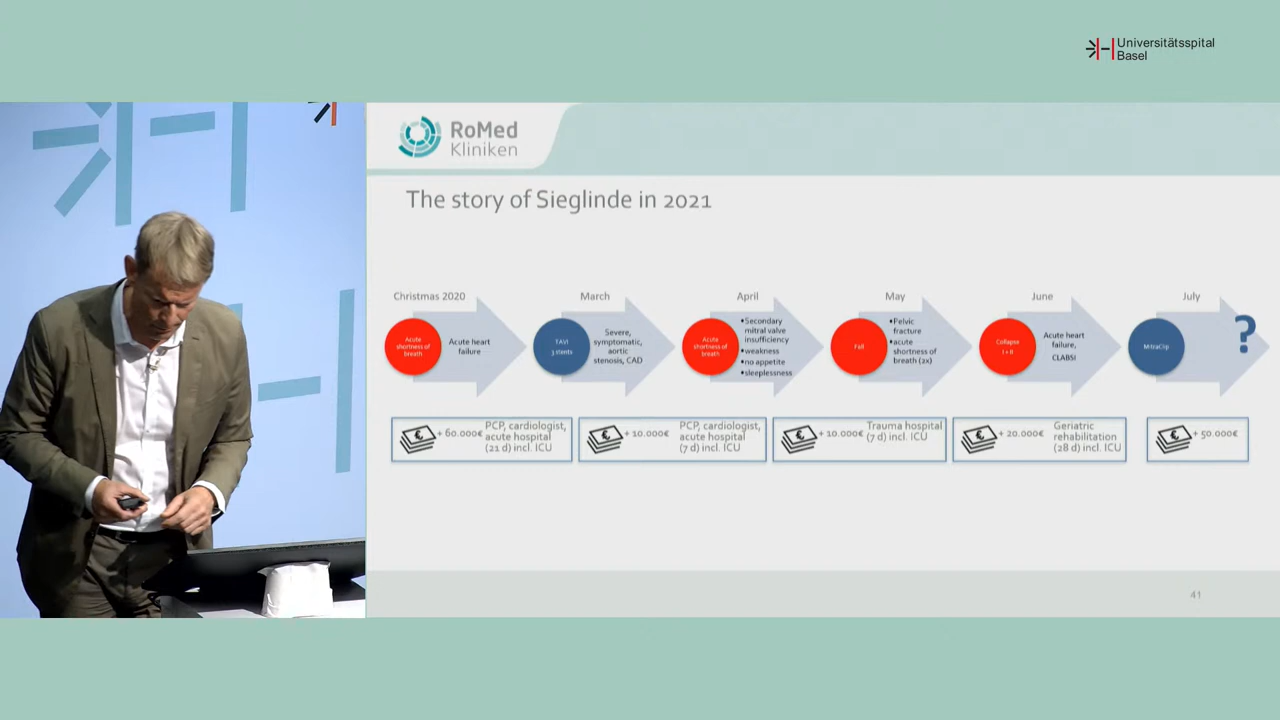 Universitätsspital
Basel
RoMed
Kliniken
The story of Sieglinde in 2021
Christmas 2020
Acute
shortness of
breath
Acute heart
failure
March
TAVI
3 stents
Severe,
symptomatic,
aortic
stenosis, CAD
April
Acute
shortness of
breath
•Secondary
mitral valve
insufficiency
•weakness
•no appetite
•sleeplessness
May
Fall
•Pelvic
fracture
•acute
shortness of
breath (2x)
June
Collapse
I + II
Acute heart
failure,
CLABSI
July
MitraClip
?
€ + 60.000€
PCP, cardiologist,
acute hospital
(21 d) incl. ICU
€ + 10.000€
PCP, cardiologist,
acute hospital
(7 d) incl. ICU
€ + 10.000€
Trauma hospital
(7 d) incl. ICU
€ + 20.000€
Geriatric
rehabilitation
(28 d) incl. ICU
€ + 50.000€
41